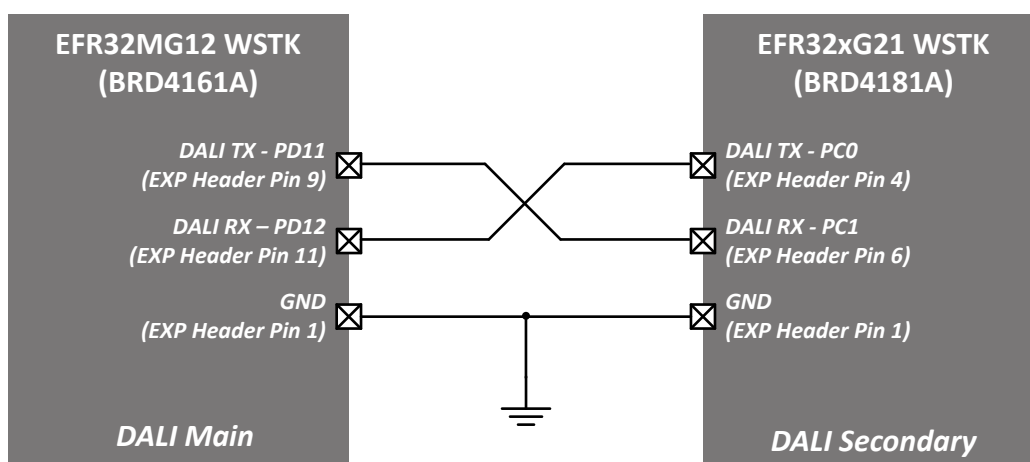 EFR32MG12 WSTK
(BRD4161A)
DALI TX - PD11
(EXP Header Pin 9)
DALI RX – PD12
(EXP Header Pin 11)
GND
(EXP Header Pin 1)
DALI Main
EFR32xG21 WSTK
(BRD4181A)
DALI TX - PC0
(EXP Header Pin 4)
DALI RX - PC1
(EXP Header Pin 6)
GND
(EXP Header Pin 1)
DALI Secondary